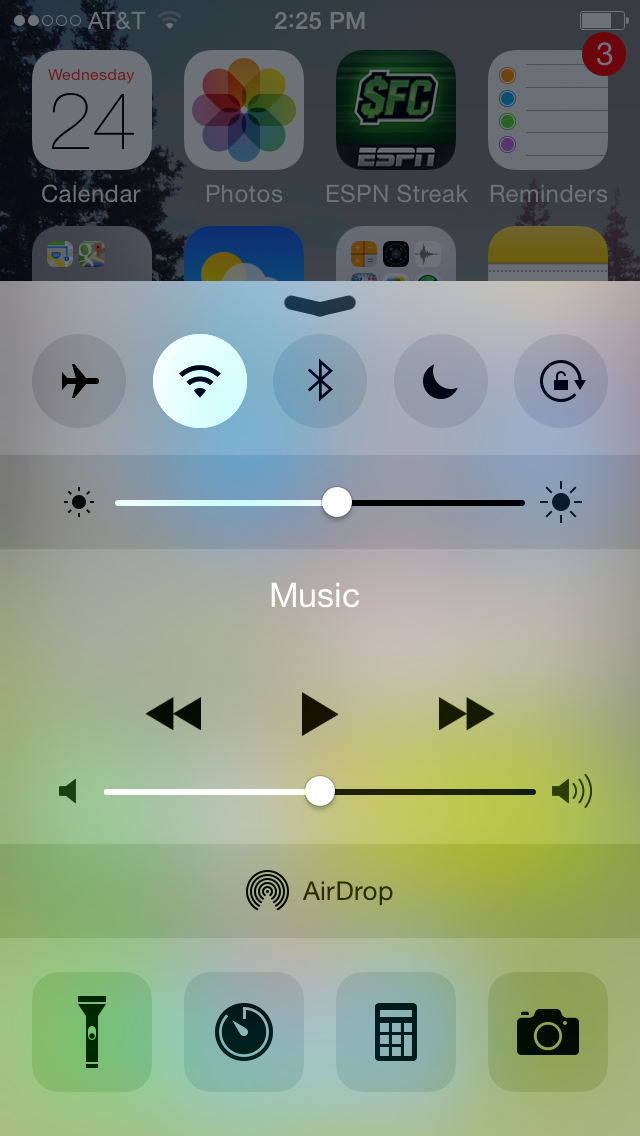 AT&T 2:25 PM
3
Wednesday
24
$FC
ESPN
Calendar Photos ESPN Streak Reminders
Music
AirDrop